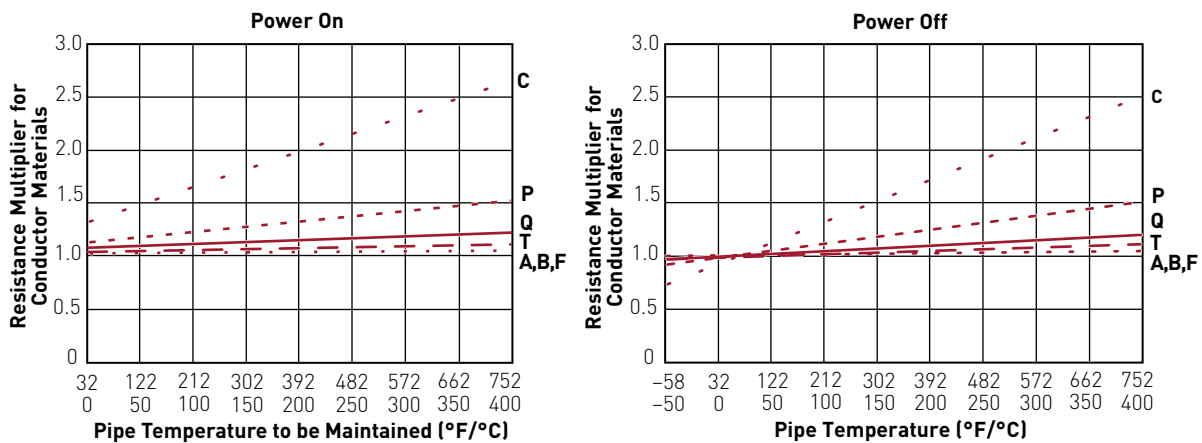 Power On
Resistance Multiplier for
Conductor Materials
3.0
2.5
2.0
1.5
1.0
0.5
0
C
P
Q
T
A,B,F
32 122 212 302 392 482 572 662 752
0 50 100 150 200 250 300 350 400
Pipe Temperature to be Maintained (°F/°C)
Power Off
Resistance Multiplier for
Conductor Materials
3.0
2.5
2.0
1.5
1.0
0.5
0
C
P
Q
T
A,B,F
–58 32 122 212 302 392 482 572 662 752
–50 0 50 100 150 200 250 300 350 400
Pipe Temperature (°F/°C)